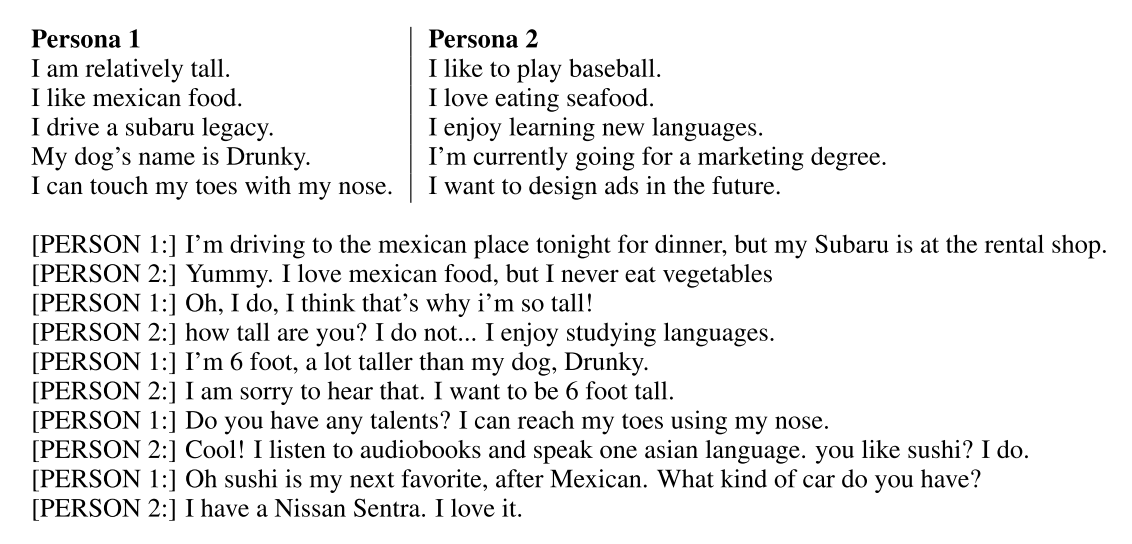 Persona 1
I am relatively tall.
I like mexican food.
I drive a subaru legacy.
My dog's name is Drunky.
I can touch my toes with my nose.
Persona 2
I like to play baseball.
I love eating seafood.
I enjoy learning new languages.
I'm currently going for a marketing degree.
I want to design ads in the future.
[PERSON 1:] I'm driving to the mexican place tonight for dinner, but my Subaru is at the rental shop.
[PERSON 2:] Yummy. I love mexican food, but I never eat vegetables
[PERSON 1:] Oh, I do, I think that's why i'm so tall!
[PERSON 2:] how tall are you? I do not... I enjoy studying languages.
[PERSON 1:] I'm 6 foot, a lot taller than my dog, Drunky.
[PERSON 2:] I am sorry to hear that. I want to be 6 foot tall.
[PERSON 1:] Do you have any talents? I can reach my toes using my nose.
[PERSON 2:] Cool! I listen to audiobooks and speak one asian language. you like sushi? I do.
[PERSON 1:] Oh sushi is my next favorite, after Mexican. What kind of car do you have?
[PERSON 2:] I have a Nissan Sentra. I love it.